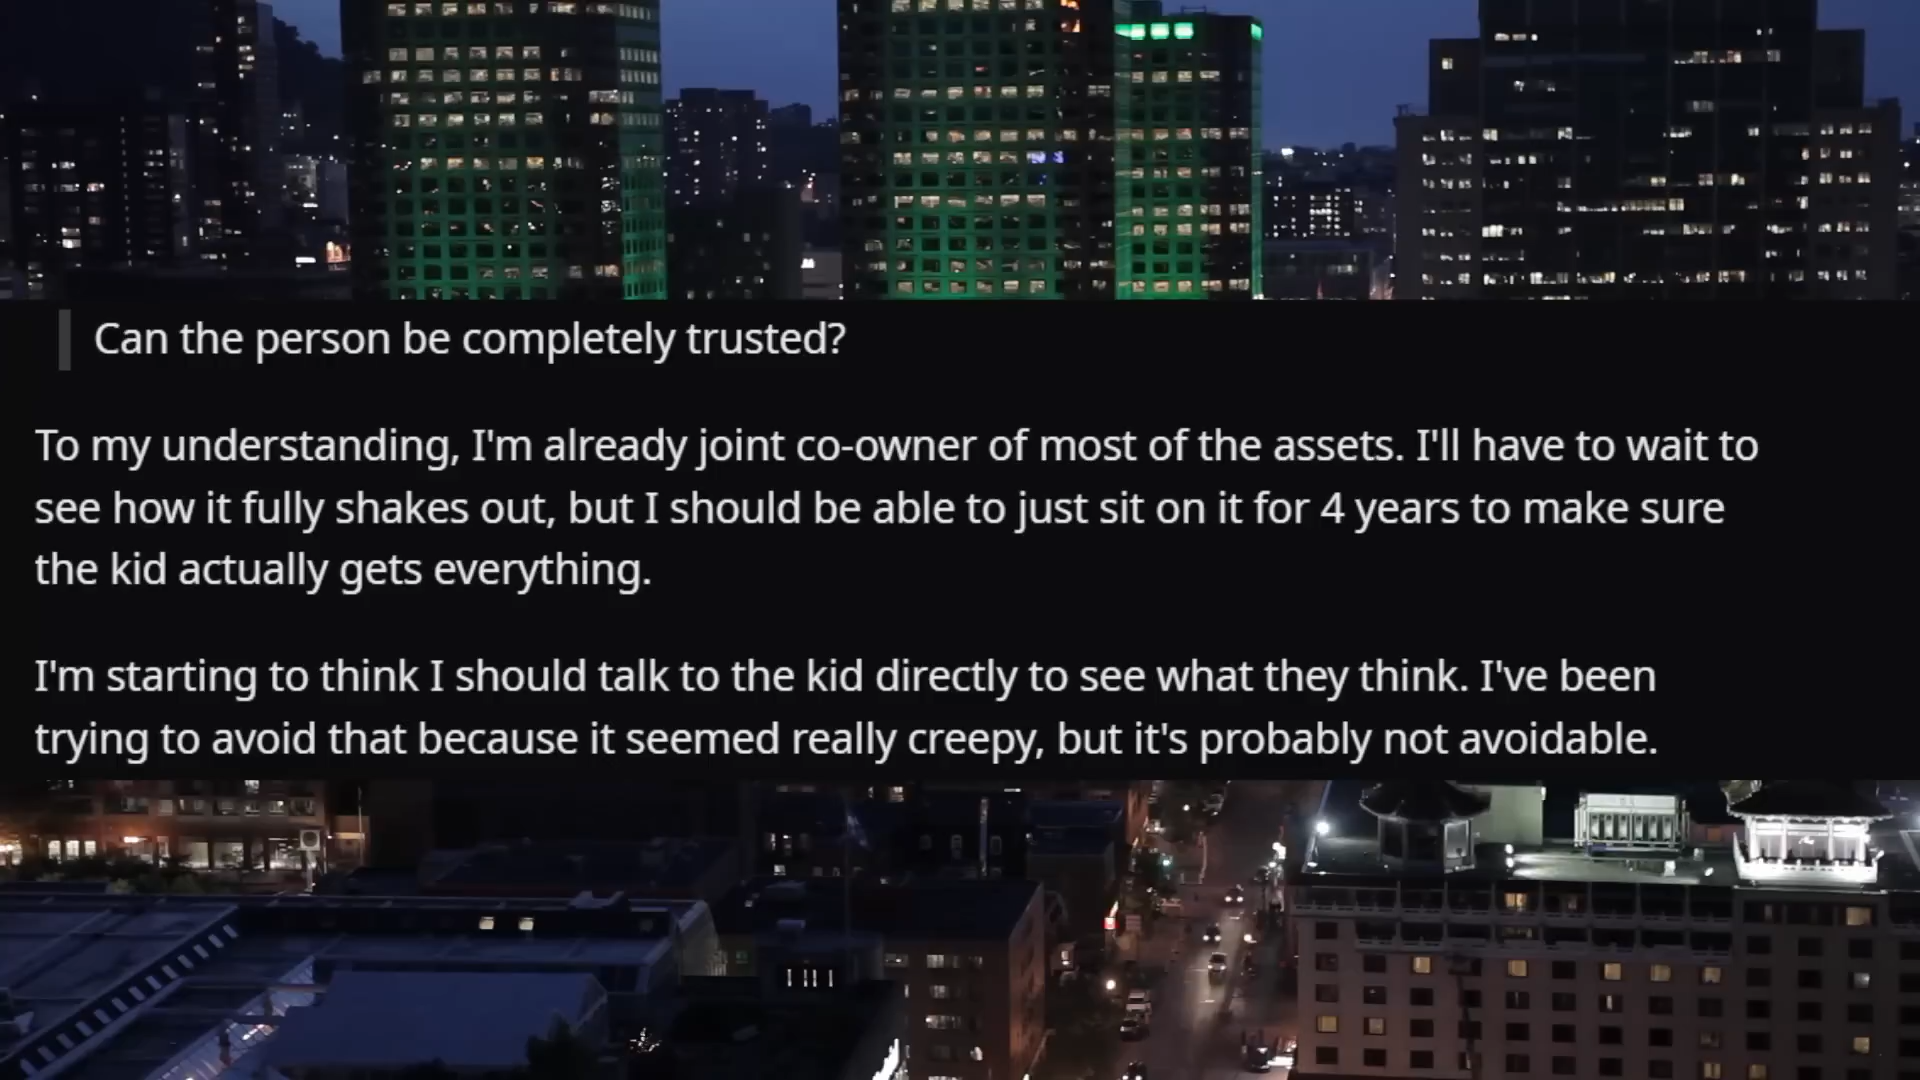 Can the person be completely trusted?
To my understanding, I'm already joint co-owner of most of the assets. I'll have to wait to
see how it fully shakes out, but I should be able to just sit on it for 4 years to make sure
the kid actually gets everything.
I'm starting to think I should talk to the kid directly to see what they think. I've been
trying to avoid that because it seemed really creepy, but it's probably not avoidable.